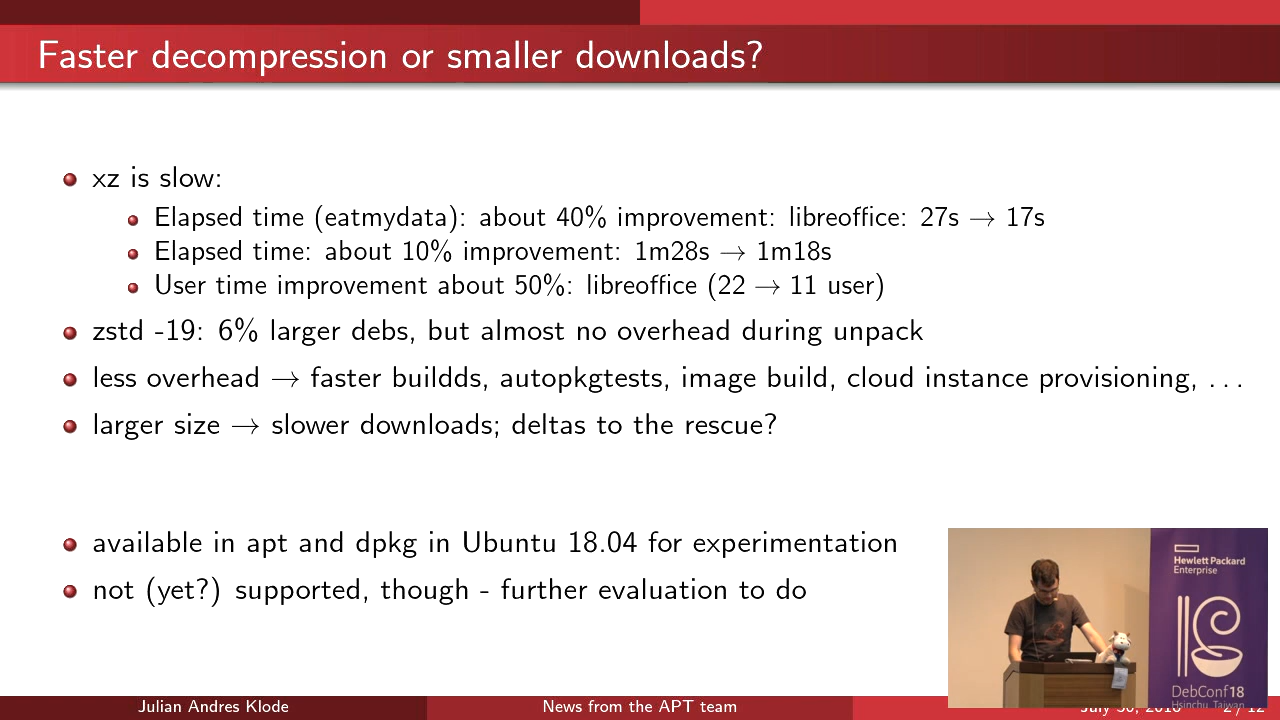 Faster decompression or smaller downloads?
xz is slow:
Elapsed time (eatmydata): about 40% improvement: libreoffice: 27s → 17s
Elapsed time: about 10% improvement: 1m28s → 1m18s
User time improvement about 50%: libreoffice (22 → 11 user)
zstd -19: 6% larger debs, but almost no overhead during unpack
less overhead → faster buildds, autopkgtests, image build, cloud instance provisioning, ...
larger size → slower downloads; deltas to the rescue?
available in apt and dpkg in Ubuntu 18.04 for experimentation
not (yet?) supported, though - further evaluation to do
Hewlett Packard
Enterprise
DebConf18
Hsinchu, Taiwan
Julian Andres Klode
News from the APT team
July 30, 2018
2 / 12